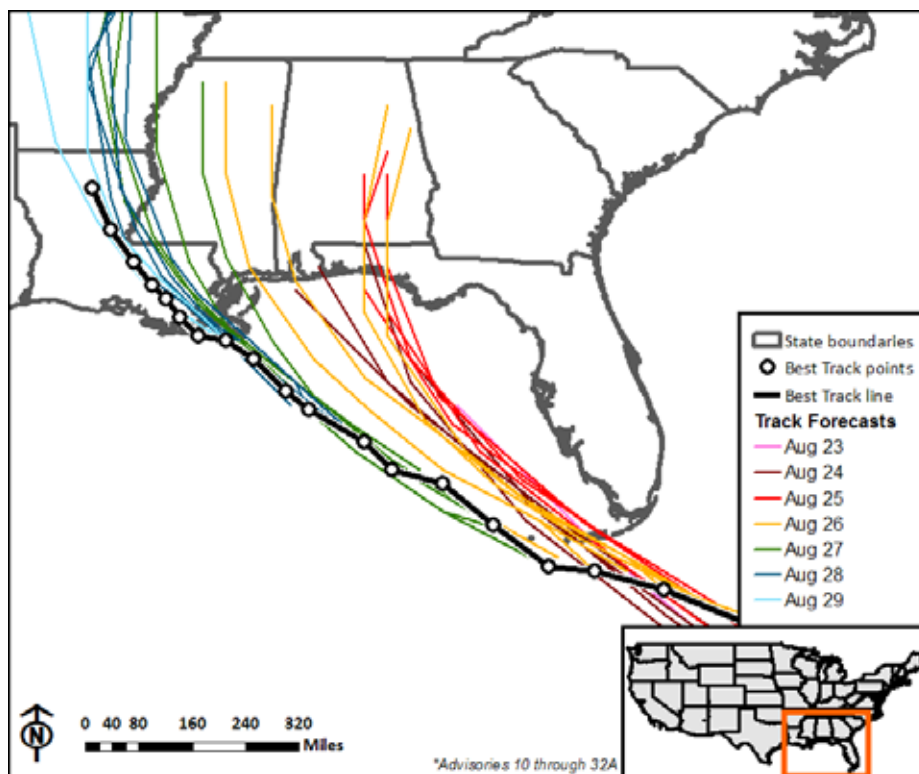 State boundaries
Best Track points
Best Track line
Track Forecasts
Aug 23
Aug 24
Aug 25
Aug 26
Aug 27
Aug 28
Aug 29
N
0 40 80 160 240 320
Miles
*Advisories 10 through 32A